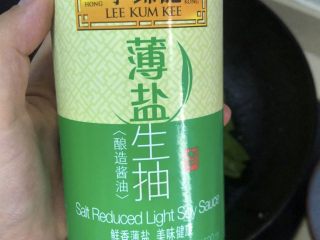 HONG KONG
LEE KUM KEE
薄盐
生抽
〈酿造酱油〉
Salt Reduced Light Soy Sauce
鲜香薄盐 美味健康